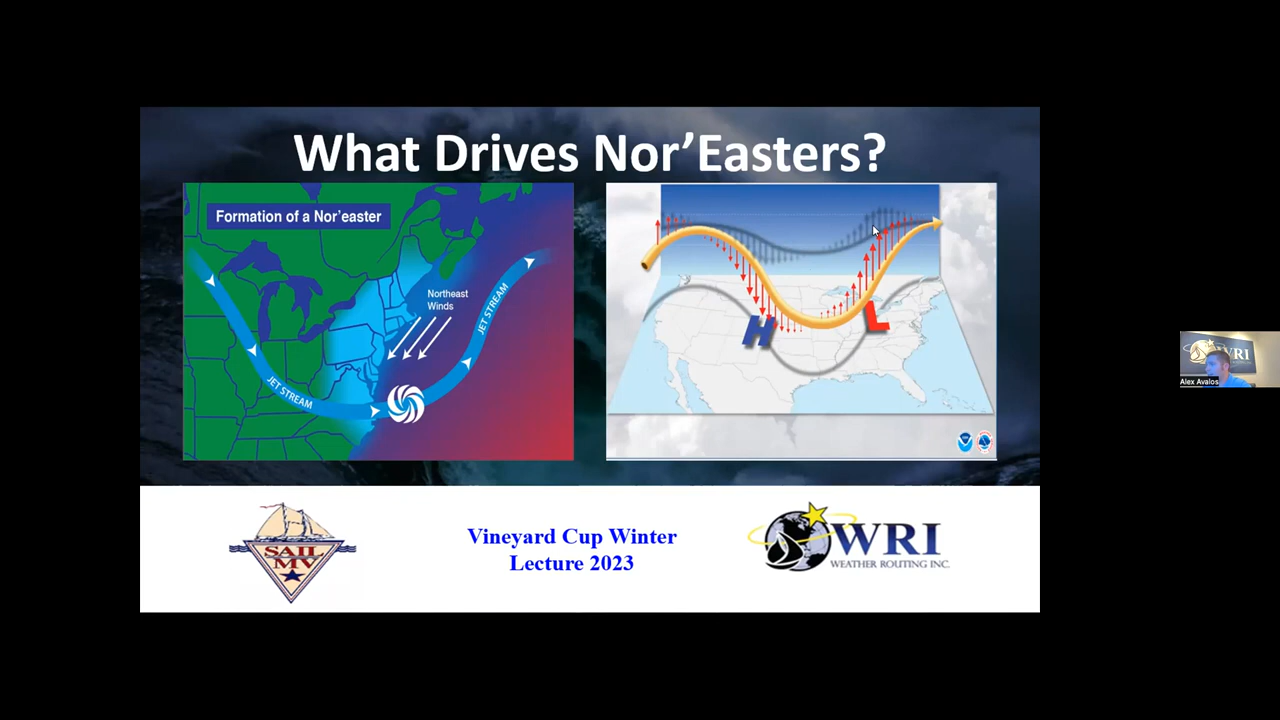 What Drives Nor’Easters?
Formation of a Nor'easter
Northeast
Winds
JET STREAM
JET STREAM
H
L
SAIL
MV
Vineyard Cup Winter
Lecture 2023
WRI
WEATHER ROUTING INC.
WRI
Alex Avalos